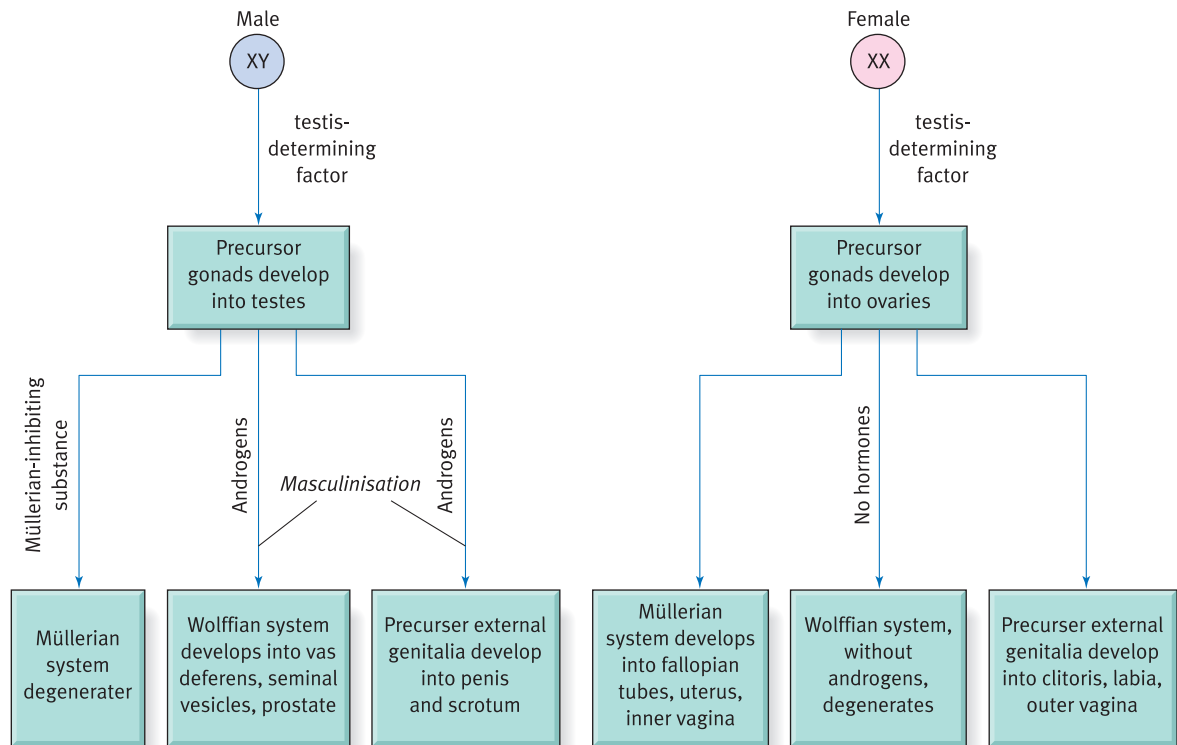 Male
XY
testis-
determining
factor
Precursor
gonads develop
into testes
Müllerian-inhibiting
substance
Androgens
Masculinisation
Androgens
Müllerian
system
degenerater
Wolffian system
develops into vas
deferens, seminal
vesicles, prostate
Precurser external
genitalia develop
into penis
and scrotum
Female
XX
testis-
determining
factor
Precursor
gonads develop
into ovaries
No hormones
Müllerian
system develops
into fallopian
tubes, uterus,
inner vagina
Wolffian system,
without
androgens,
degenerates
Precurser external
genitalia develop
into clitoris, labia,
outer vagina